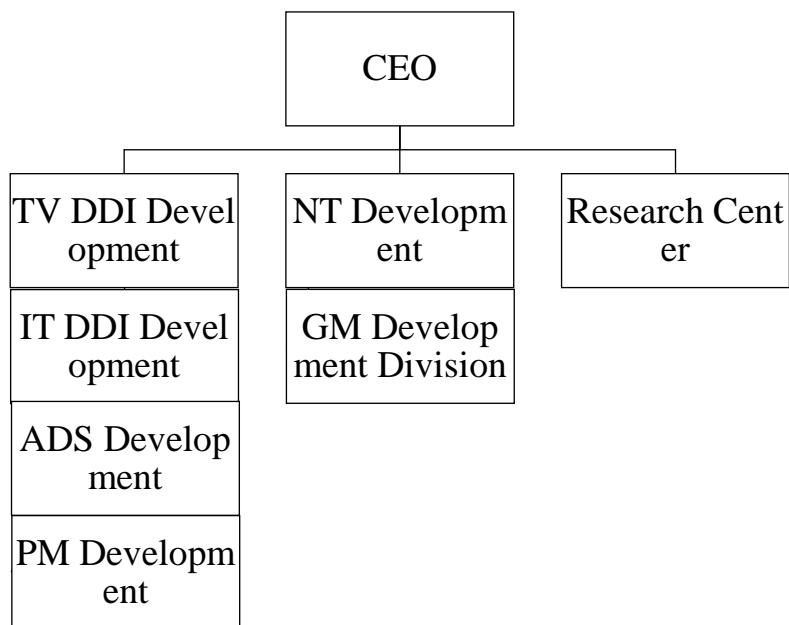 CEO
TV DDI Devel
opment
NT Developm
ent
Research Cent
er
IT DDI Devel
opment
GM Develop
ment Division
ADS Develop
ment
PM Developm
ent